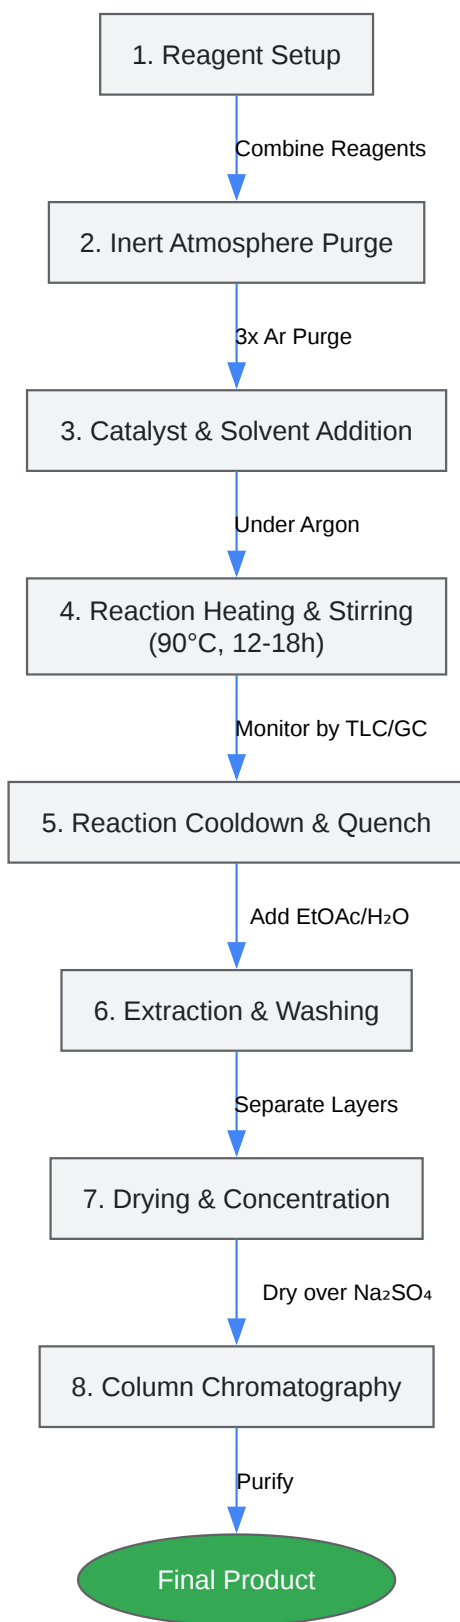 1. Reagent Setup
Combine Reagents
2. Inert Atmosphere Purge
3x Ar Purge
3. Catalyst & Solvent Addition
Under Argon
4. Reaction Heating & Stirring
(90°C, 12-18h)
Monitor by TLC/GC
5. Reaction Cooldown & Quench
Add EtOAc/H₂O
6. Extraction & Washing
Separate Layers
7. Drying & Concentration
Dry over Na₂SO₄
8. Column Chromatography
Purify
Final Product